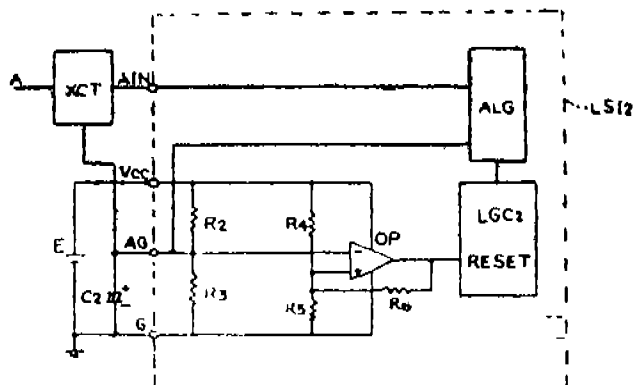 A
XCT
AIN
ALG
LSI2
VCC
R2
R4
OP
LGC2
RESET
E
AG
-
+
C2
+
R3
R5
G